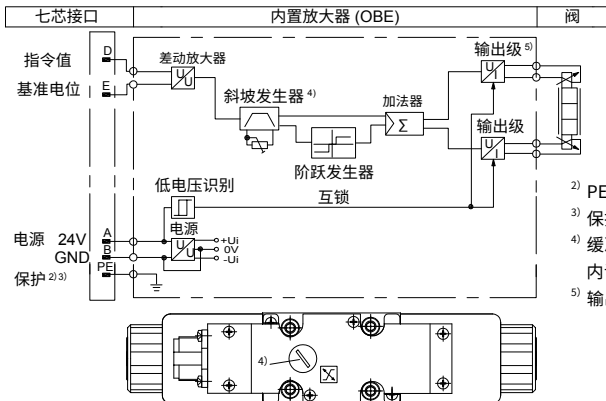 七芯接口 内置放大器 (OBE) 阀
指令值 D 差动放大器 输出级 5)
基准电位 E U U U I
斜坡发生器 4) 加法器
Σ 输出级
U I
阶跃发生器
低电压识别 互锁
电源
电源 24V A +Ui
GND B U U 0V
-Ui
保护 2)3) PE
2) PE
3) 保
4) 缓
内
5) 输
4)